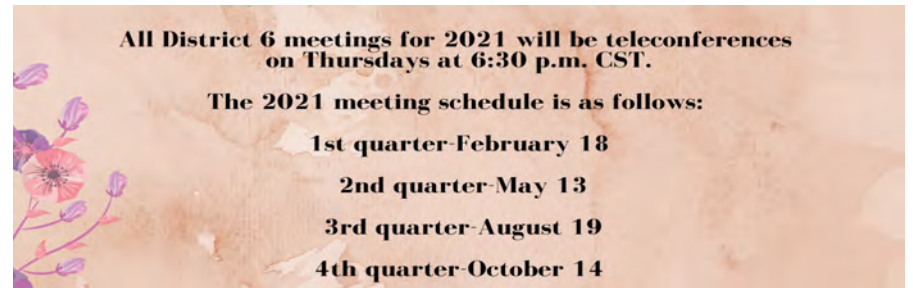 All District 6 meetings for 2021 will be teleconferences
on Thursdays at 6:30 p.m. CST.
The 2021 meeting schedule is as follows:
1st quarter-February 18
2nd quarter-May 13
3rd quarter-August 19
4th quarter-October 14